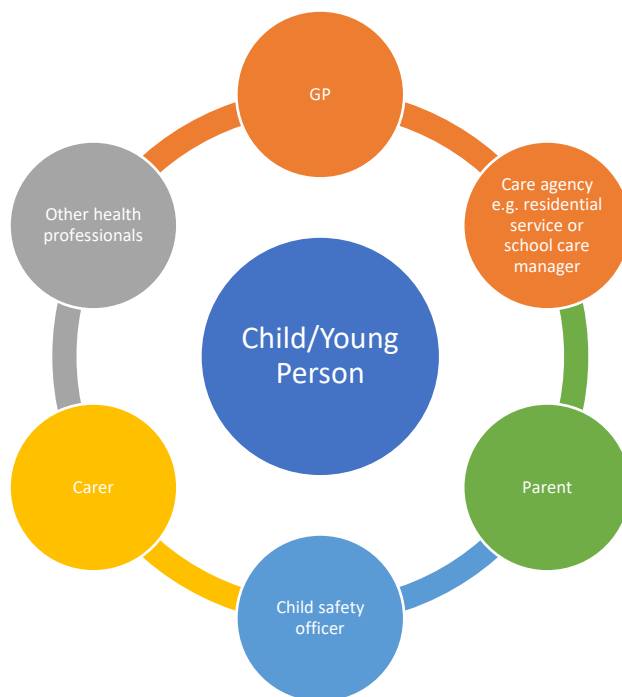 GP
Care agency
e.g. residential
service or
school care
manager
Other health
professionals
Child/Young
Person
Carer
Parent
Child safety
officer